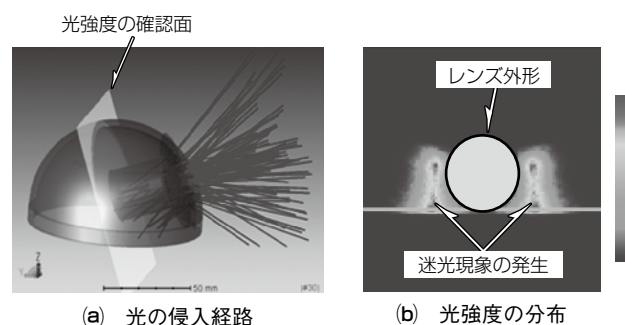 光強度の確認面
Z
50 mm
(#30)
(a) 光の侵入経路
レンズ外形
迷光現象の発生
(b) 光強度の分布